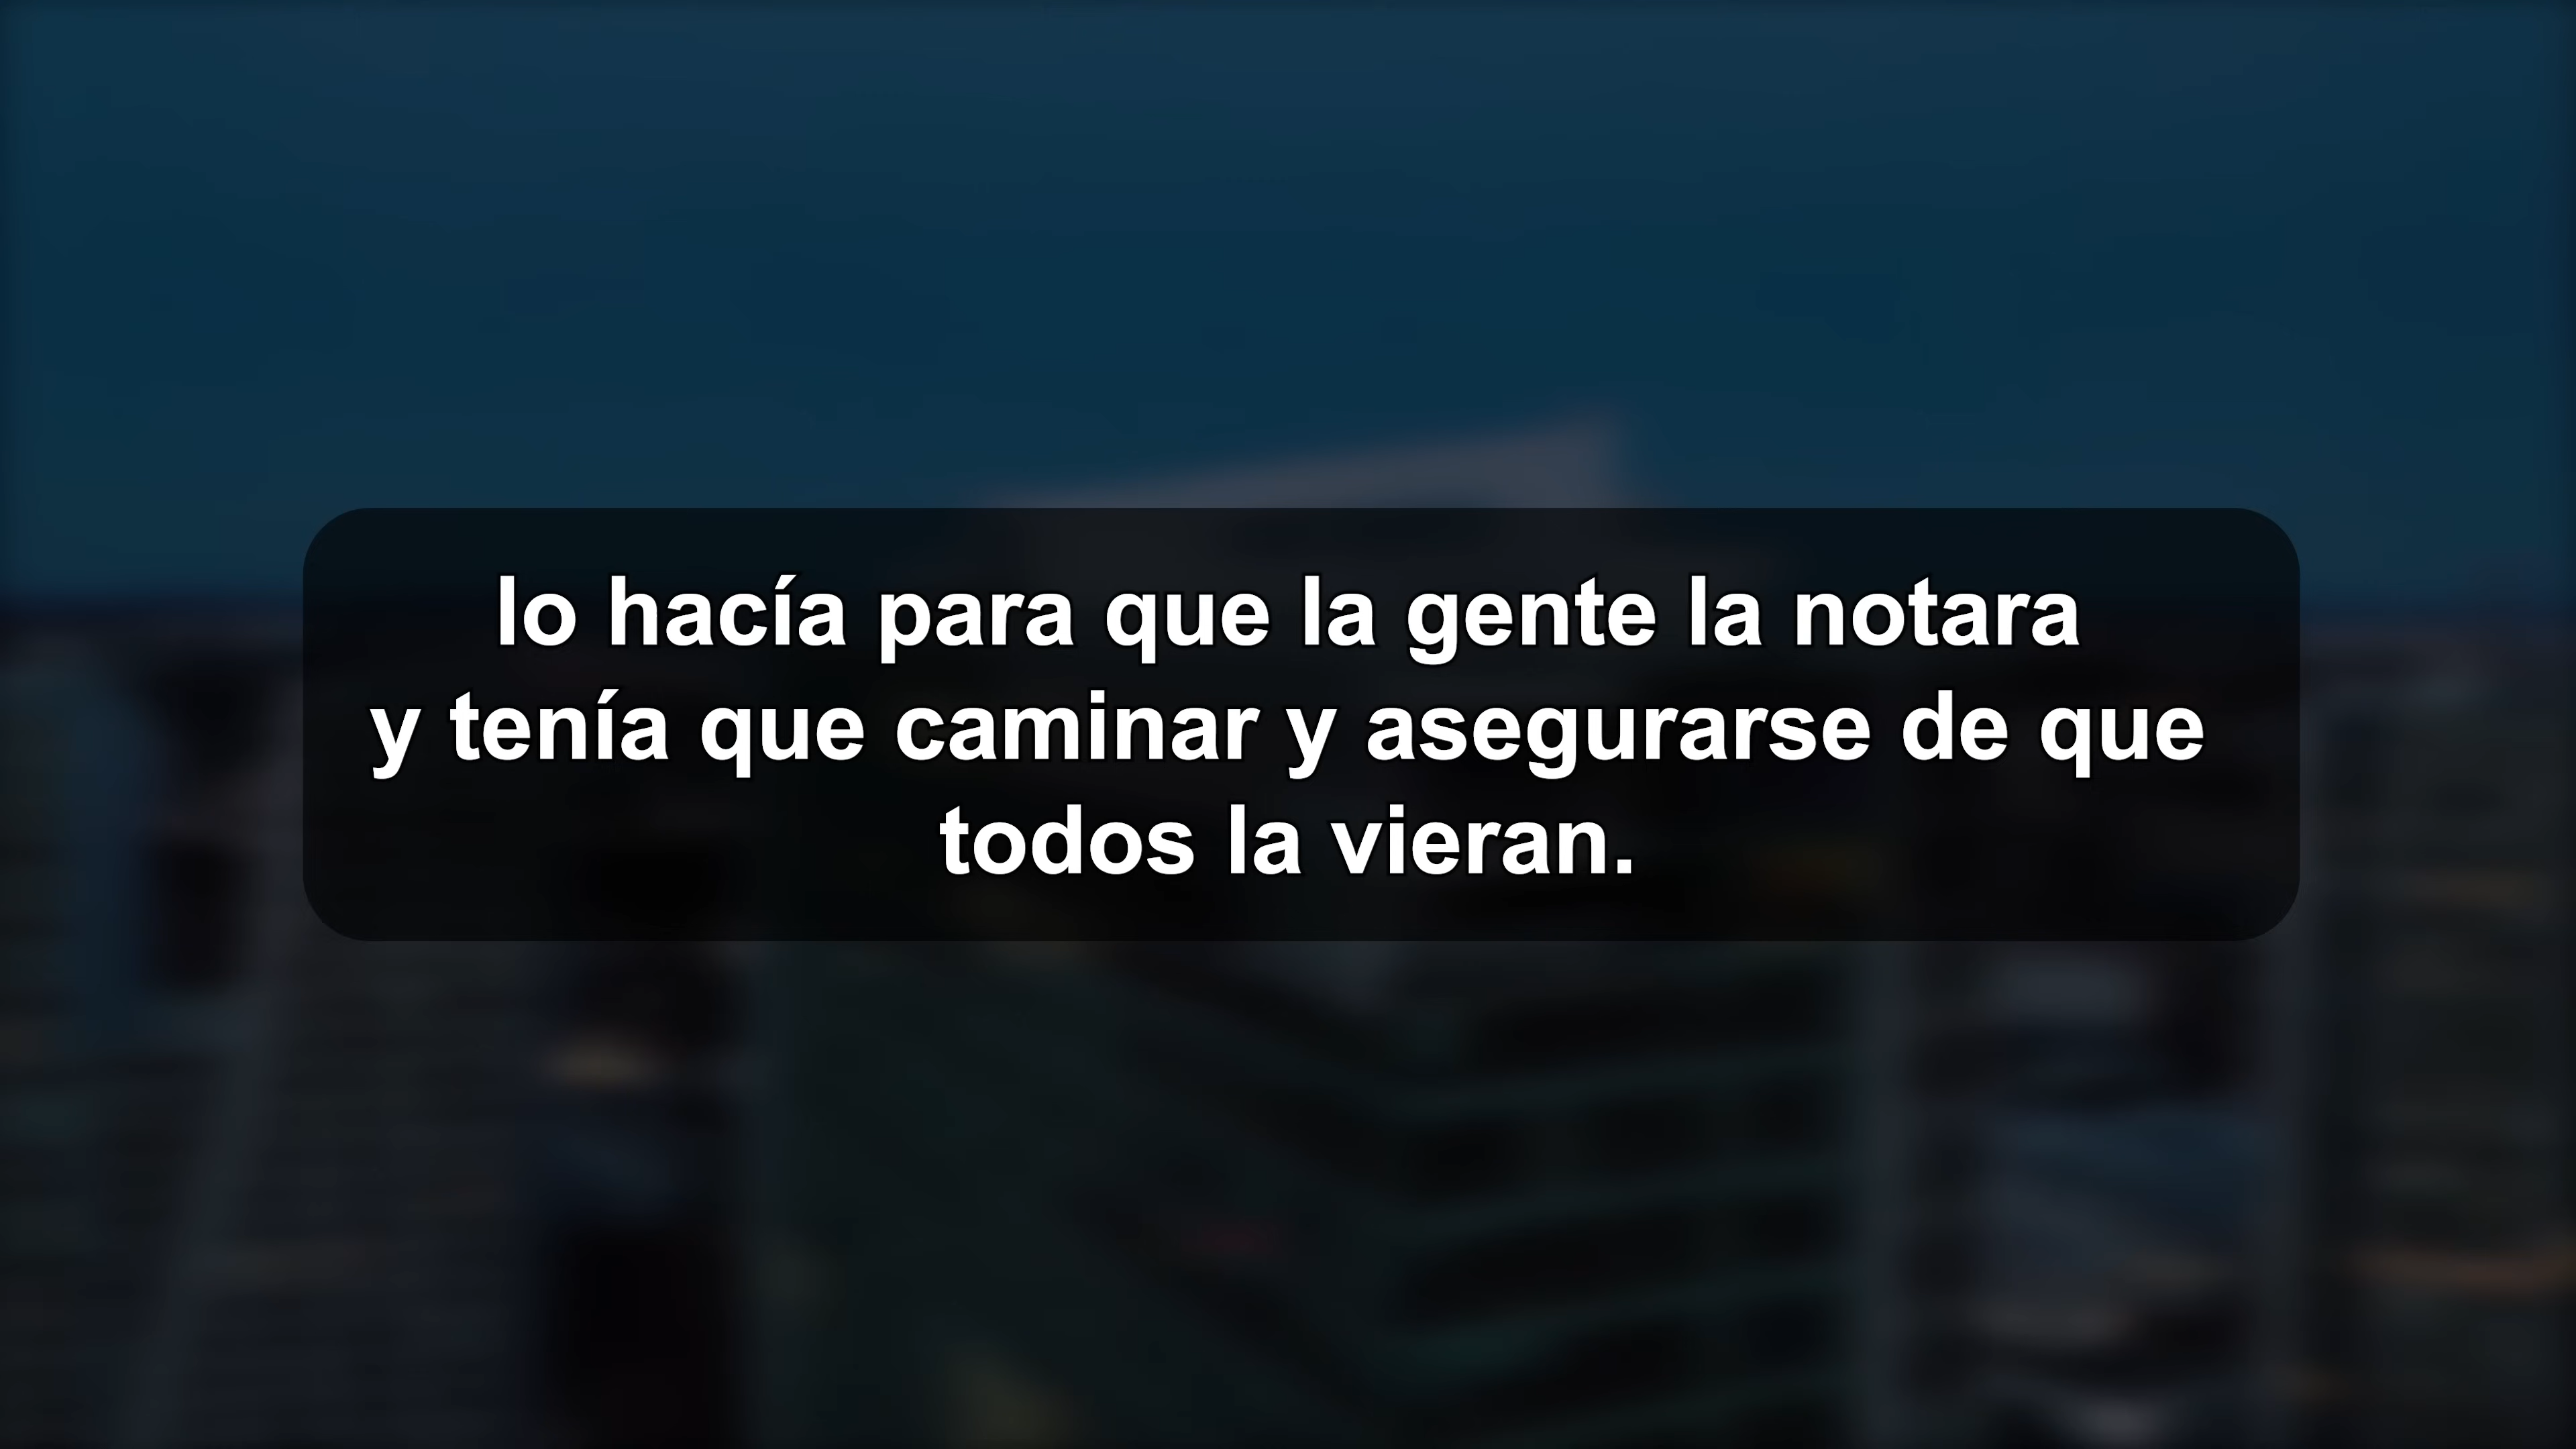 lo hacía para que la gente la notara
y tenía que caminar y asegurarse de que
todos la vieran.